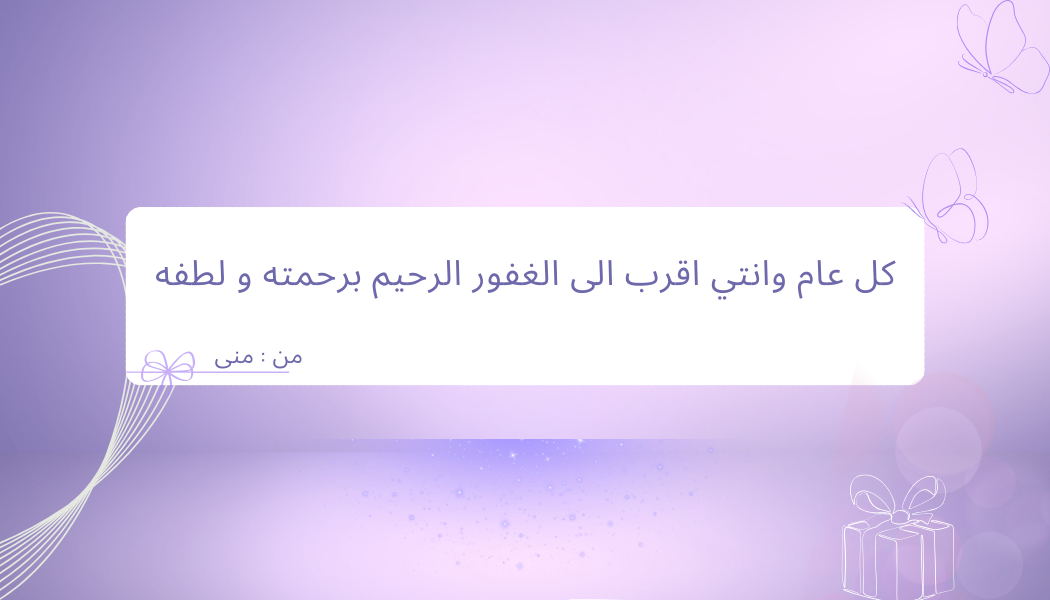 كل عام وانتي اقرب الى الغفور الرحيم برحمته و لطفه
من : منى